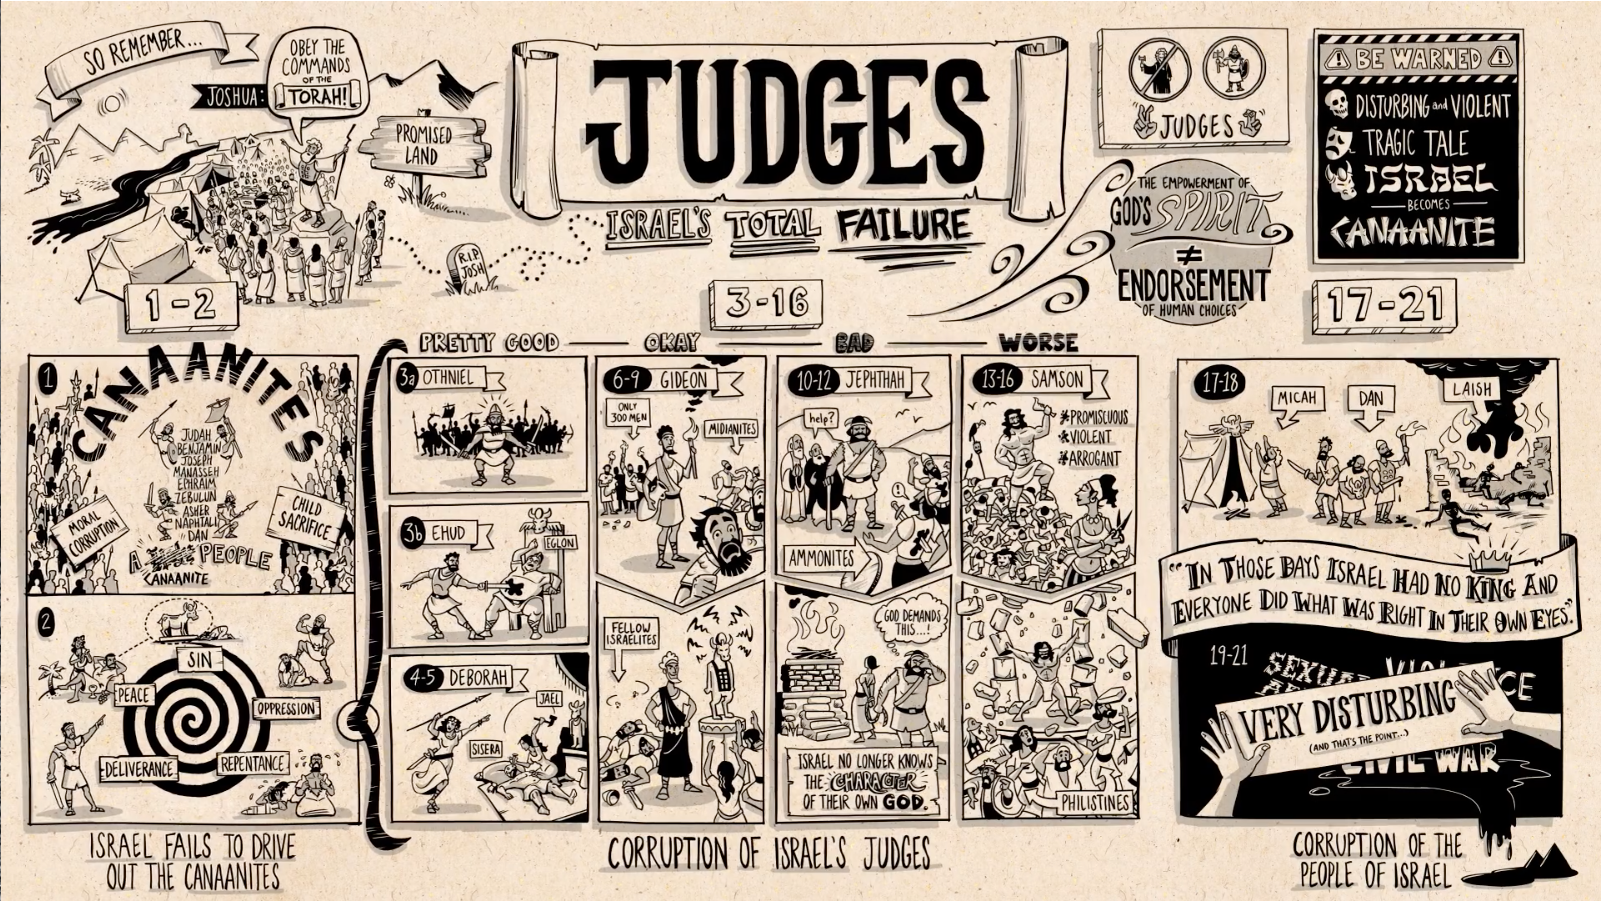 SO REMEMBER...
JOSHUA:
OBEY THE
COMMANDS
OF THE
TORAH!
PROMISED
LAND
R.I.P.
JOSH
JUDGES
ISRAEL'S TOTAL FAILURE
JUDGES
THE EMPOWERMENT OF
GOD'S SPIRIT
≠
ENDORSEMENT
OF HUMAN CHOICES
BE WARNED
DISTURBING and VIOLENT
TRAGIC TALE
ISRAEL
BECOMES
CANAANITE
1-2
3-16
17-21
1
CANAANITES
JUDAH
BENJAMIN
JOSEPH
MANASSEH
EPHRAIM
ZEBULUN
ASHER
NAPHTALI
DAN
MORAL
CORRUPTION
CHILD
SACRIFICE
A PEOPLE
CANAANITE
2
SIN
OPPRESSION
REPENTANCE
DELIVERANCE
PEACE
ISRAEL FAILS TO DRIVE
OUT THE CANAANITES
PRETTY GOOD
OKAY
BAD
WORSE
3a OTHNIEL
3b EHUD
EGLON
4-5 DEBORAH
JAEL
SISERA
6-9 GIDEON
ONLY
300 MEN
MIDIANITES
FELLOW
ISRAELITES
10-12 JEPHTHAH
help?
!
AMMONITES
GOD DEMANDS
THIS...!
ISRAEL NO LONGER KNOWS
THE CHARACTER
OF THEIR OWN GOD.
13-16 SAMSON
*PROMISCUOUS
*VIOLENT
*ARROGANT
PHILISTINES
CORRUPTION OF ISRAEL'S JUDGES
17-18
MICAH
DAN
LAISH
"IN THOSE DAYS ISRAEL HAD NO KING AND
EVERYONE DID WHAT WAS RIGHT IN THEIR OWN EYES."
19-21
VERY DISTURBING
(AND THAT'S THE POINT...)
CIVIL WAR
CORRUPTION OF THE
PEOPLE OF ISRAEL